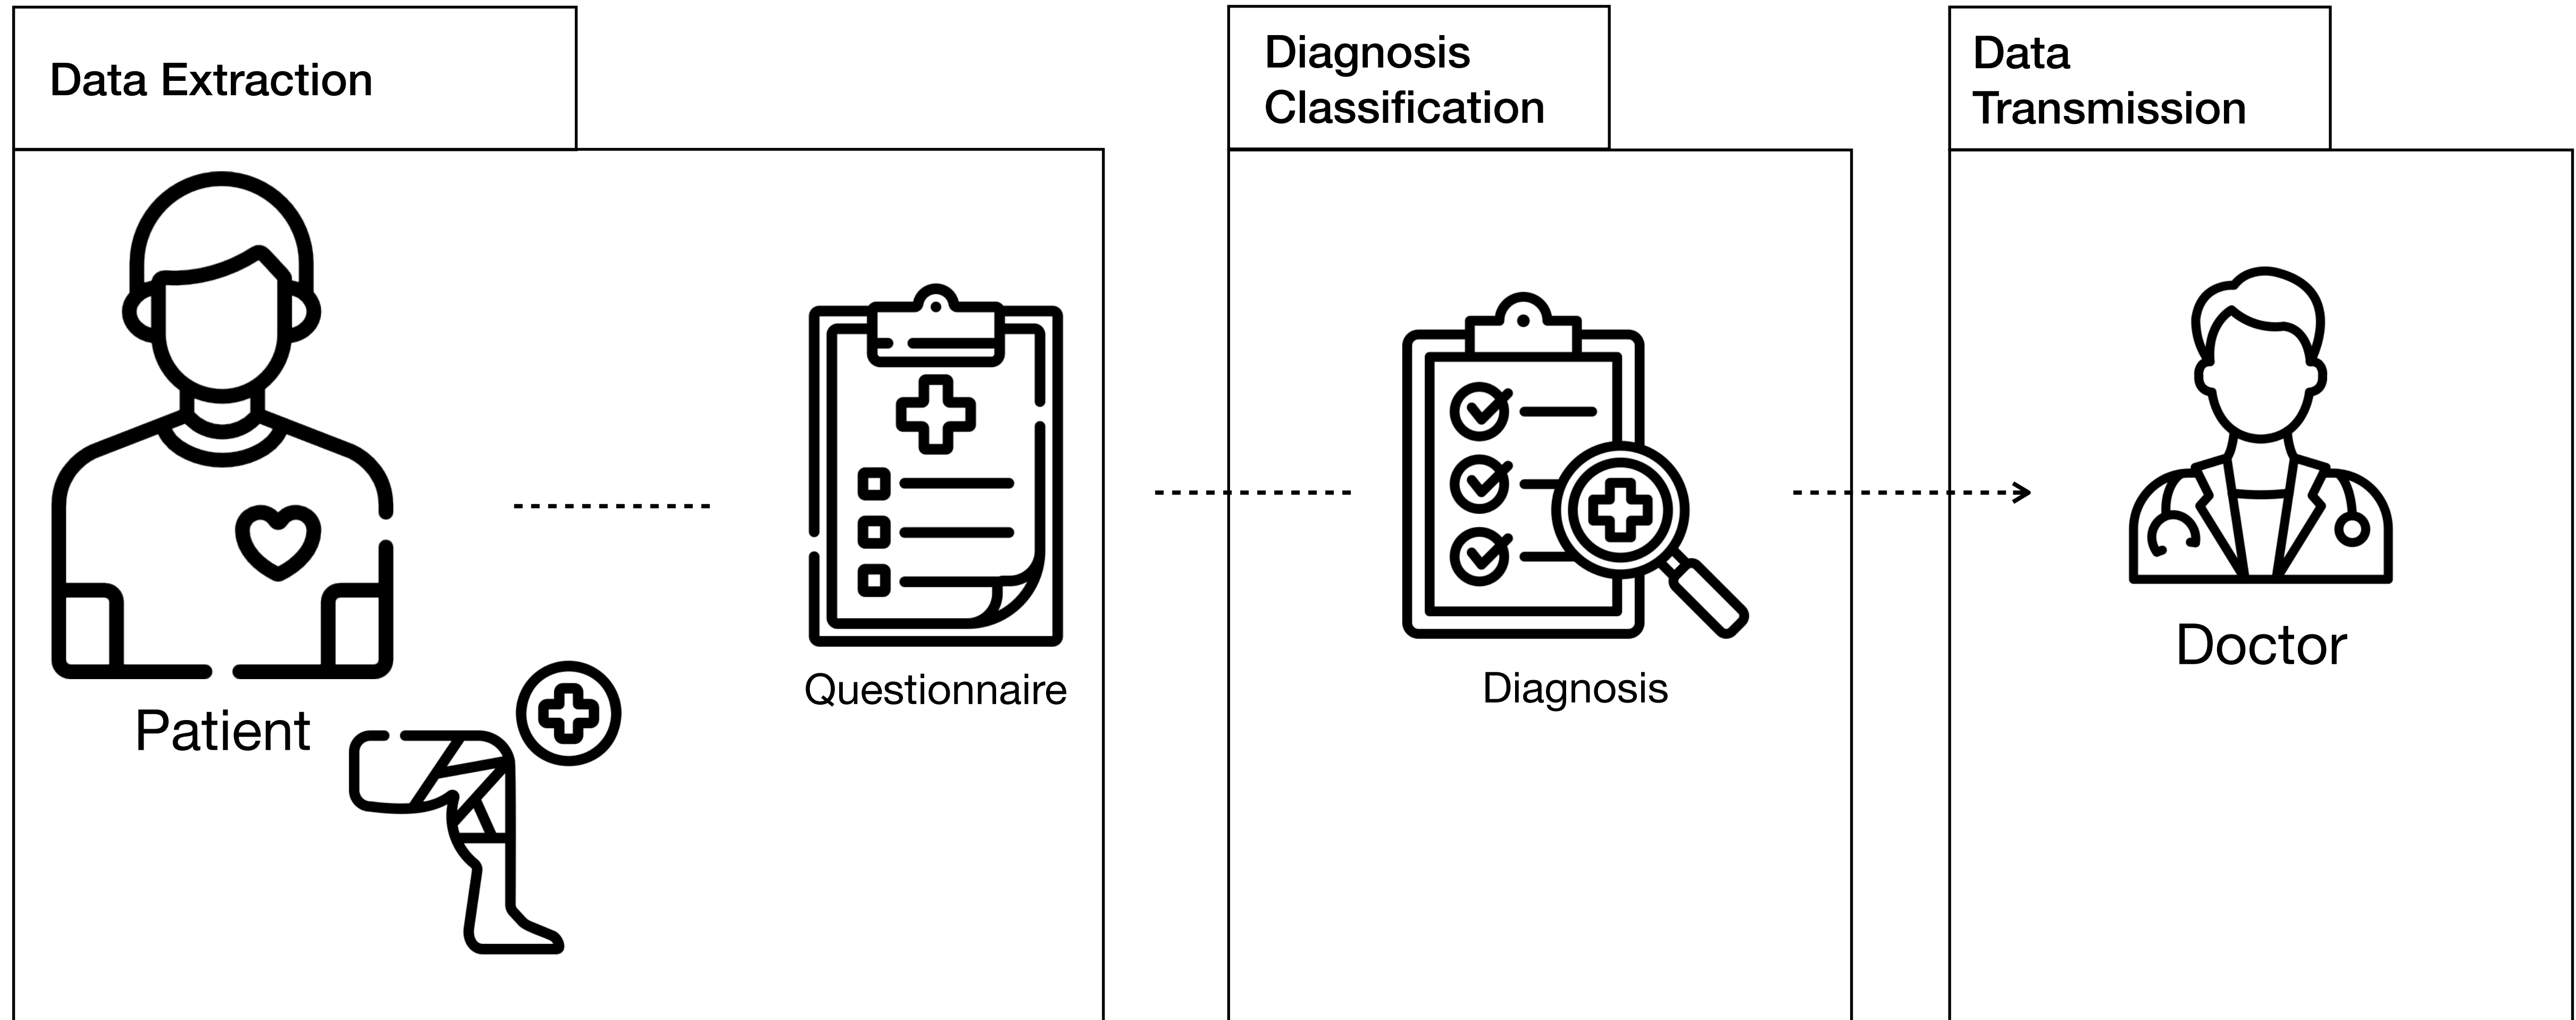 Data Extraction
Diagnosis
Classification
Data
Transmission
Patient
Questionnaire
Diagnosis
Doctor